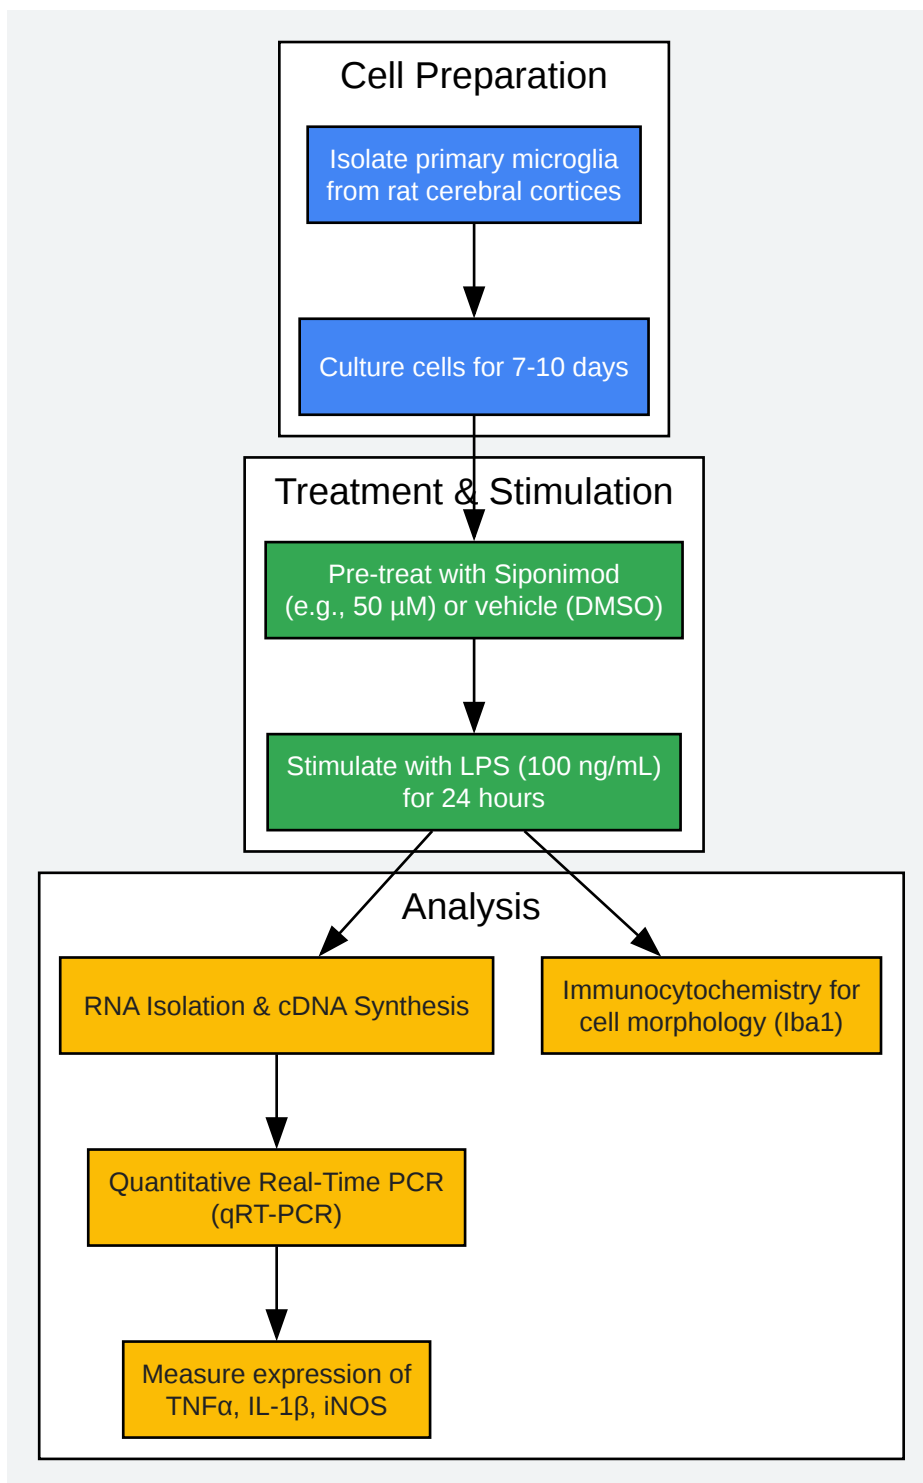 Cell Preparation
Isolate primary microglia
from rat cerebral cortices
Culture cells for 7-10 days
Treatment & Stimulation
Pre-treat with Siponimod
(e.g., 50 µM) or vehicle (DMSO)
Stimulate with LPS (100 ng/mL)
for 24 hours
Analysis
RNA Isolation & cDNA Synthesis
Immunocytochemistry for
cell morphology (Iba1)
Quantitative Real-Time PCR
(qRT-PCR)
Measure expression of
TNFα, IL-1β, iNOS